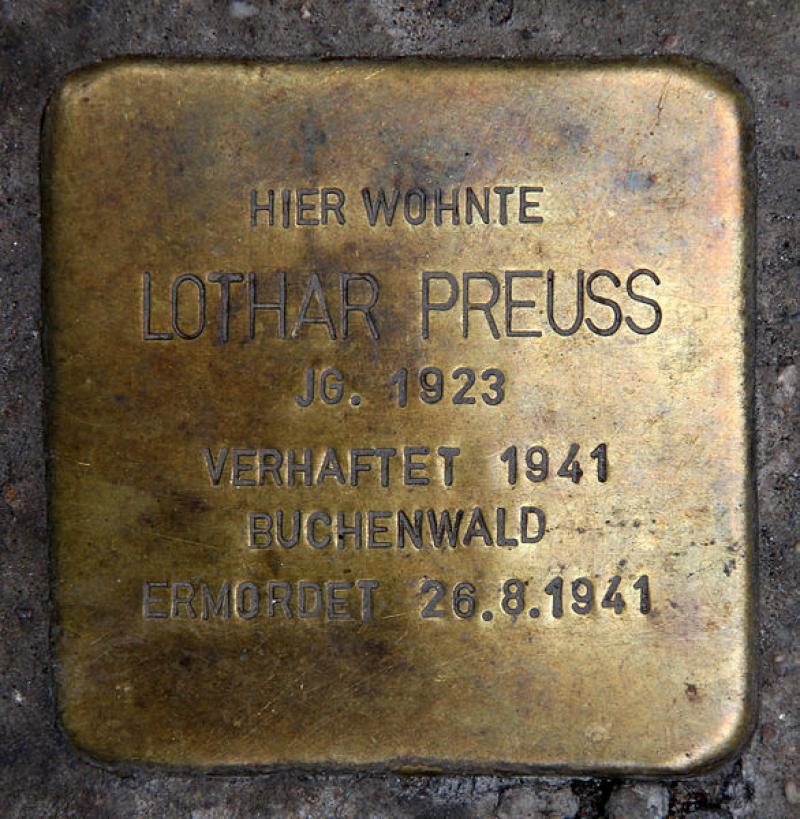 HIER WOHNTE
LOTHAR PREUSS
JG. 1923
VERHAFTET 1941
BUCHENWALD
ERMORDET 26.8.1941